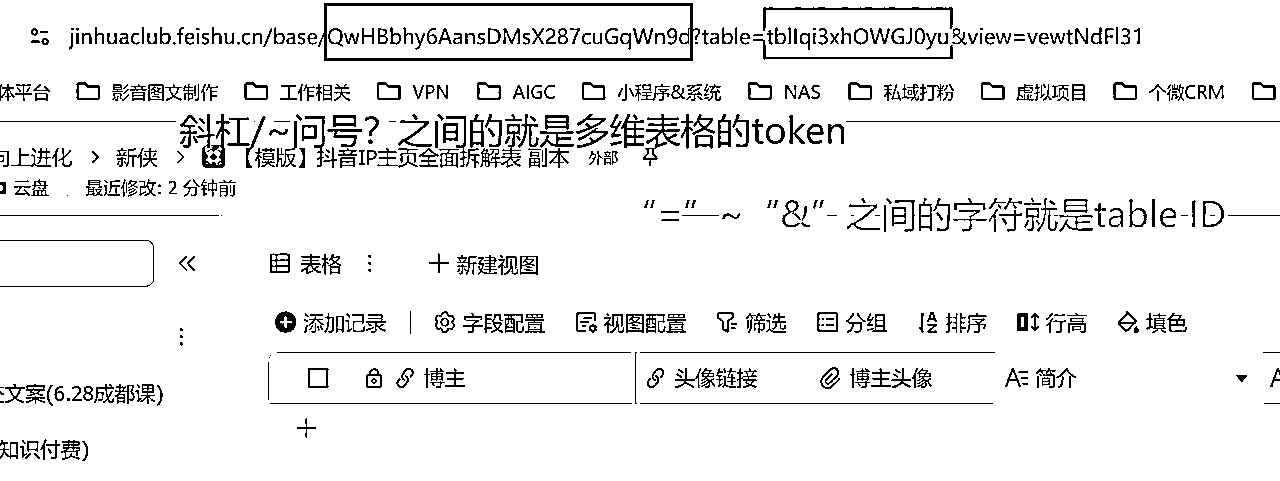 jinhuaclub.feishu.cn/base/QwHBbhy6AansDMsX287cuGqWn9d?table=tblIqi3xhOWGJ0yu&view=vewtNdFl31
体平台 影音图文制作 工作相关 VPN AIGC 小程序&系统 NAS 私域打粉 虚拟项目 个微CRM
斜杠/~问号？之间的就是多维表格的token
向上进化 > 新侠 > 【模版】抖音IP主页全面拆解表 副本 外部
云盘 最近修改: 2 分钟前
“=” ~ ”&” 之间的字符就是table ID
表格 + 新建视图
添加记录 字段配置 视图配置 筛选 分组 排序 行高 填色
博主 头像链接 博主头像 简介
文案(6.28成都课)
知识付费)